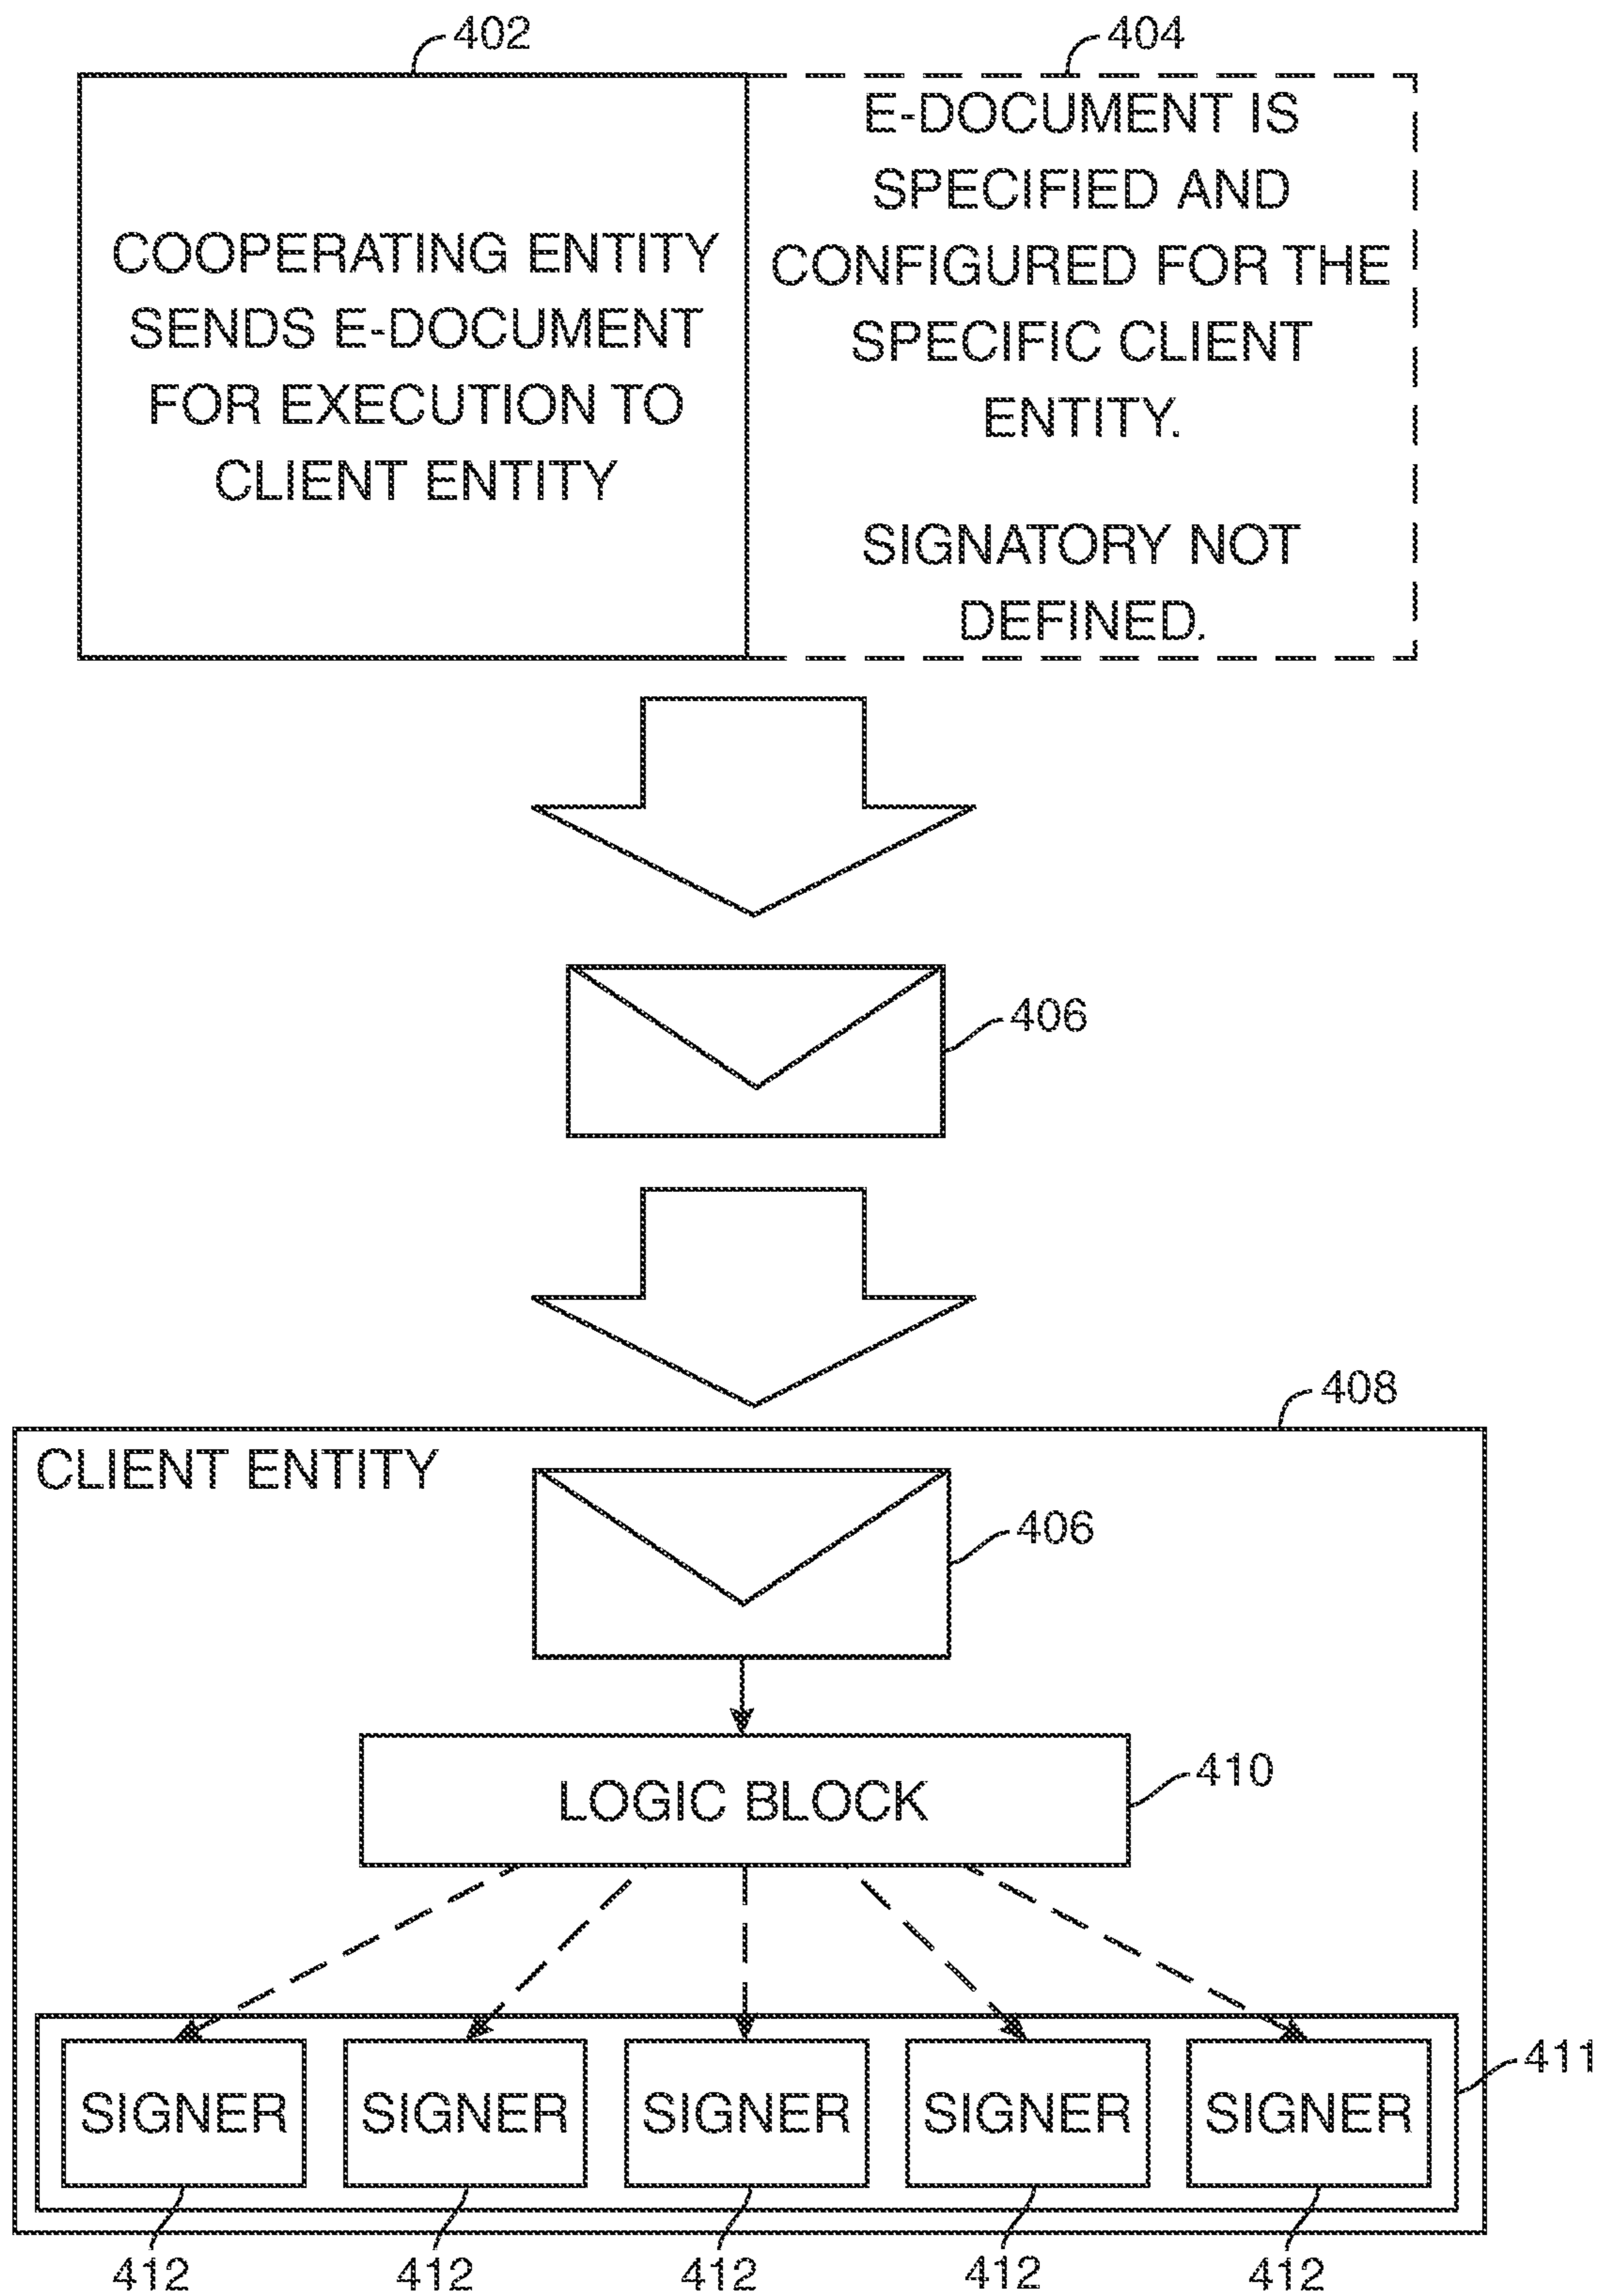 402
404
COOPERATING ENTITY
SENDS E-DOCUMENT
FOR EXECUTION TO
CLIENT ENTITY
E-DOCUMENT IS
SPECIFIED AND
CONFIGURED FOR THE
SPECIFIC CLIENT
ENTITY.
SIGNATORY NOT
DEFINED.
406
408
CLIENT ENTITY
406
LOGIC BLOCK
410
SIGNER SIGNER SIGNER SIGNER SIGNER
411
412 412 412 412 412